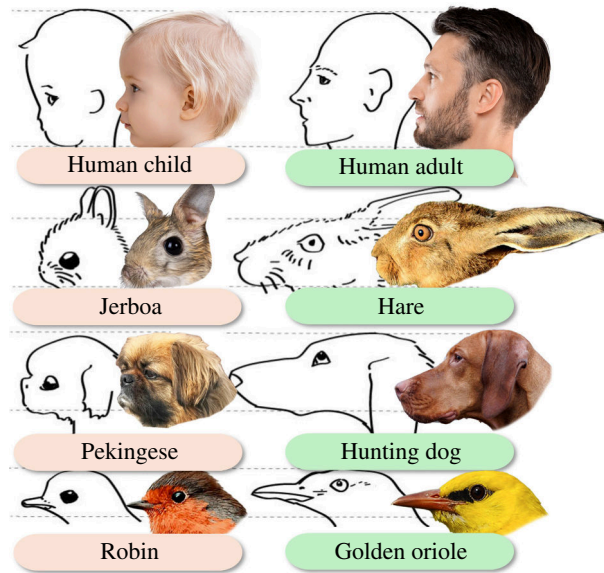 Human child
Human adult
Jerboa
Hare
Pekingese
Hunting dog
Robin
Golden oriole